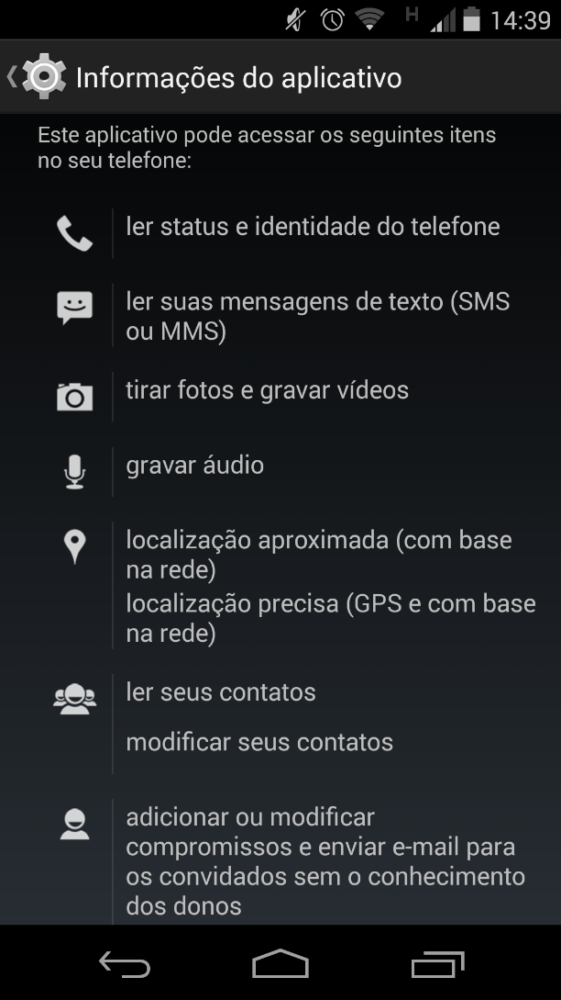 H 14:39
Informações do aplicativo
Este aplicativo pode acessar os seguintes itens
no seu telefone:
ler status e identidade do telefone
ler suas mensagens de texto (SMS
ou MMS)
tirar fotos e gravar vídeos
gravar áudio
localização aproximada (com base
na rede)
localização precisa (GPS e com base
na rede)
ler seus contatos
modificar seus contatos
adicionar ou modificar
compromissos e enviar e-mail para
os convidados sem o conhecimento
dos donos